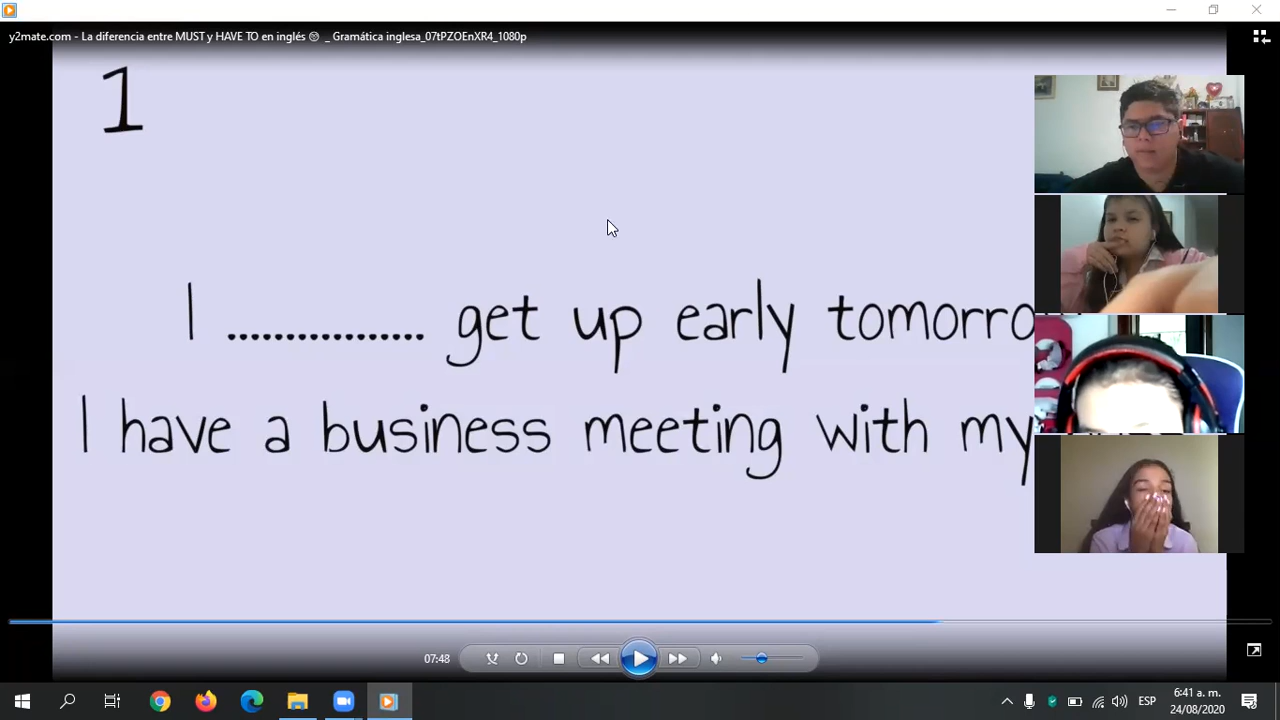 y2mate.com - La diferencia entre MUST y HAVE TO en inglés 😊 _ Gramática inglesa_07tPZOEnXR4_1080p
1
I ................ get up early tomorro
I have a business meeting with my
07:48
ESP
6:41 a. m.
24/08/2020